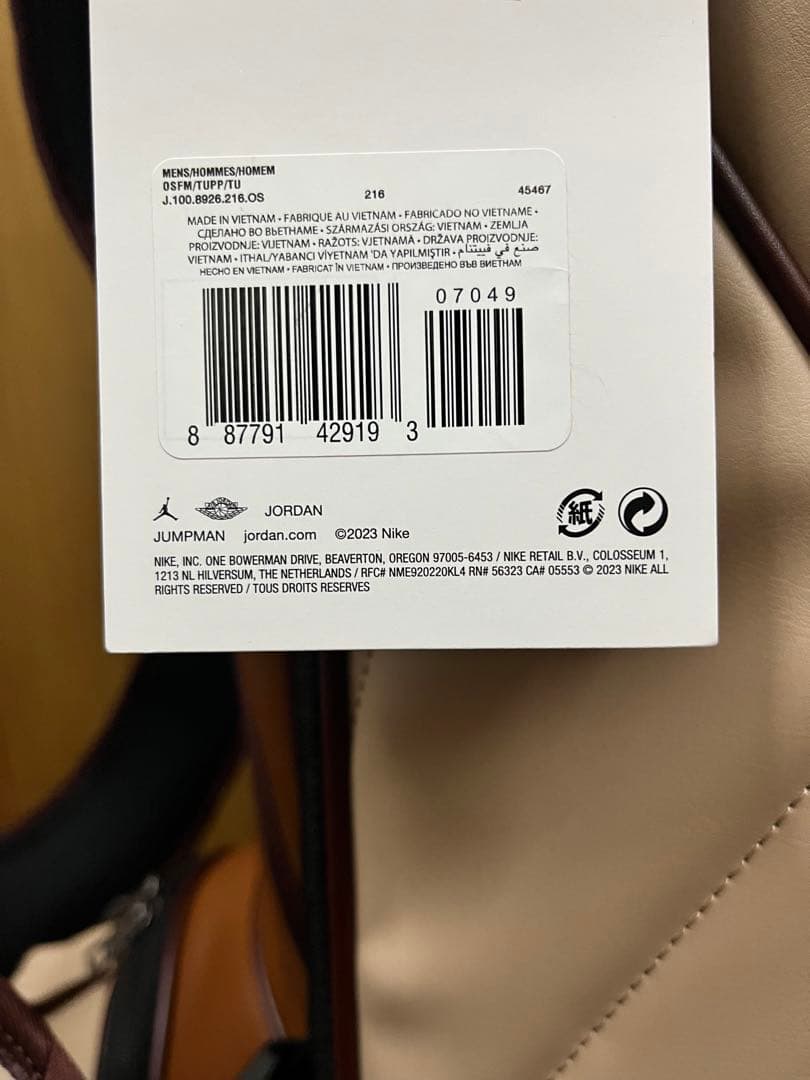 MENS/HOMMES/HOMEM
OSFM/TUPP/TU
J.100.8926.216.OS 216 45467
MADE IN VIETNAM • FABRIQUÉ AU VIETNAM • FABRICADO NO VIETNAME •
СДЕЛАНО ВО ВЬЕТНАМЕ • SZÁRMAZÁSI ORSZÁG: VIETNAM • ZEMLJA
PROIZVODNJE: VIJETNAM • RAŽOTS: VJETNAMA • DRŽAVA PROIZVODNJE:
VIETNAM • ITHAL/YABANCI VİYETNAM 'DA YAPILMIŞTIR • صنع في فييتنام
HECHO EN VIETNAM • FABRICAT ÎN VIETNAM • ПРОИЗВЕДЕНО ВЪВ ВИЕТНАМ
07049
8 87791 42919 3
JORDAN
JUMPMAN jordan.com ©2023 Nike
紙
NIKE, INC. ONE BOWERMAN DRIVE, BEAVERTON, OREGON 97005-6453 / NIKE RETAIL B.V., COLOSSEUM 1,
1213 NL HILVERSUM, THE NETHERLANDS / RFC# NME920220KL4 RN# 56323 CA# 05553 © 2023 NIKE ALL
RIGHTS RESERVED / TOUS DROITS RESERVES